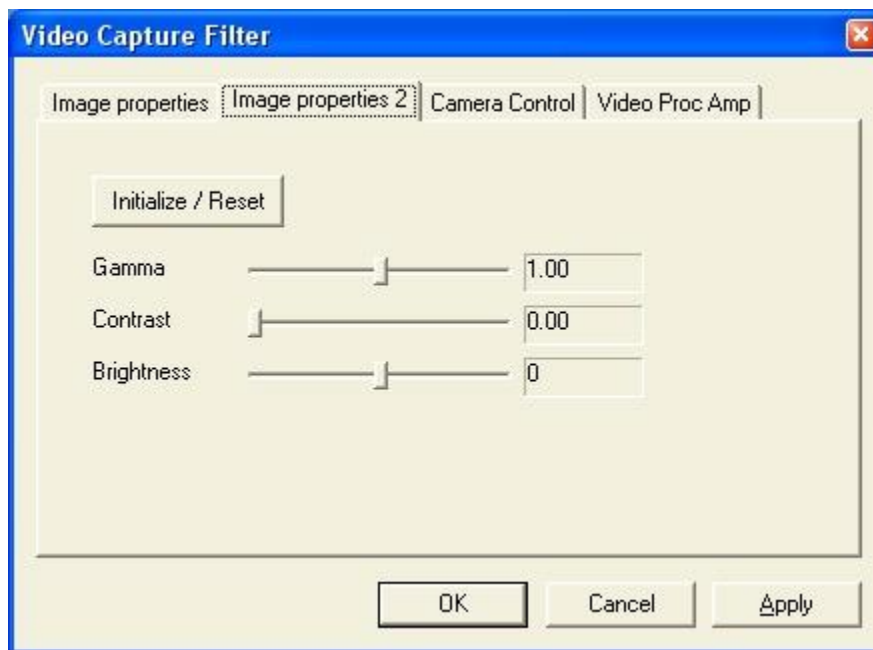 Video Capture Filter
Image properties Image properties 2 Camera Control Video Proc Amp
Initialize / Reset
Gamma 1.00
Contrast 0.00
Brightness 0
OK Cancel Apply